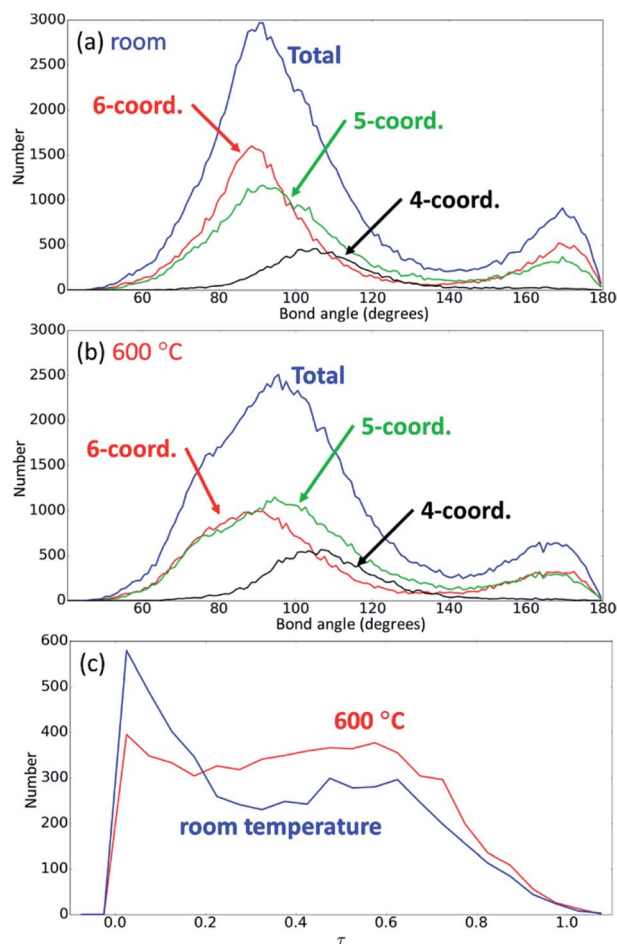 (a) room
Total
6-coord.
5-coord.
4-coord.
Number
3000
2500
2000
1500
1000
500
0
60 80 100 120 140 160 180
Bond angle (degrees)
(b) 600 °C
Total
5-coord.
6-coord.
4-coord.
Number
3000
2500
2000
1500
1000
500
0
60 80 100 120 140 160 180
Bond angle (degrees)
(c)
600 °C
room temperature
Number
600
500
400
300
200
100
0
0.0 0.2 0.4 0.6 0.8 1.0
τ